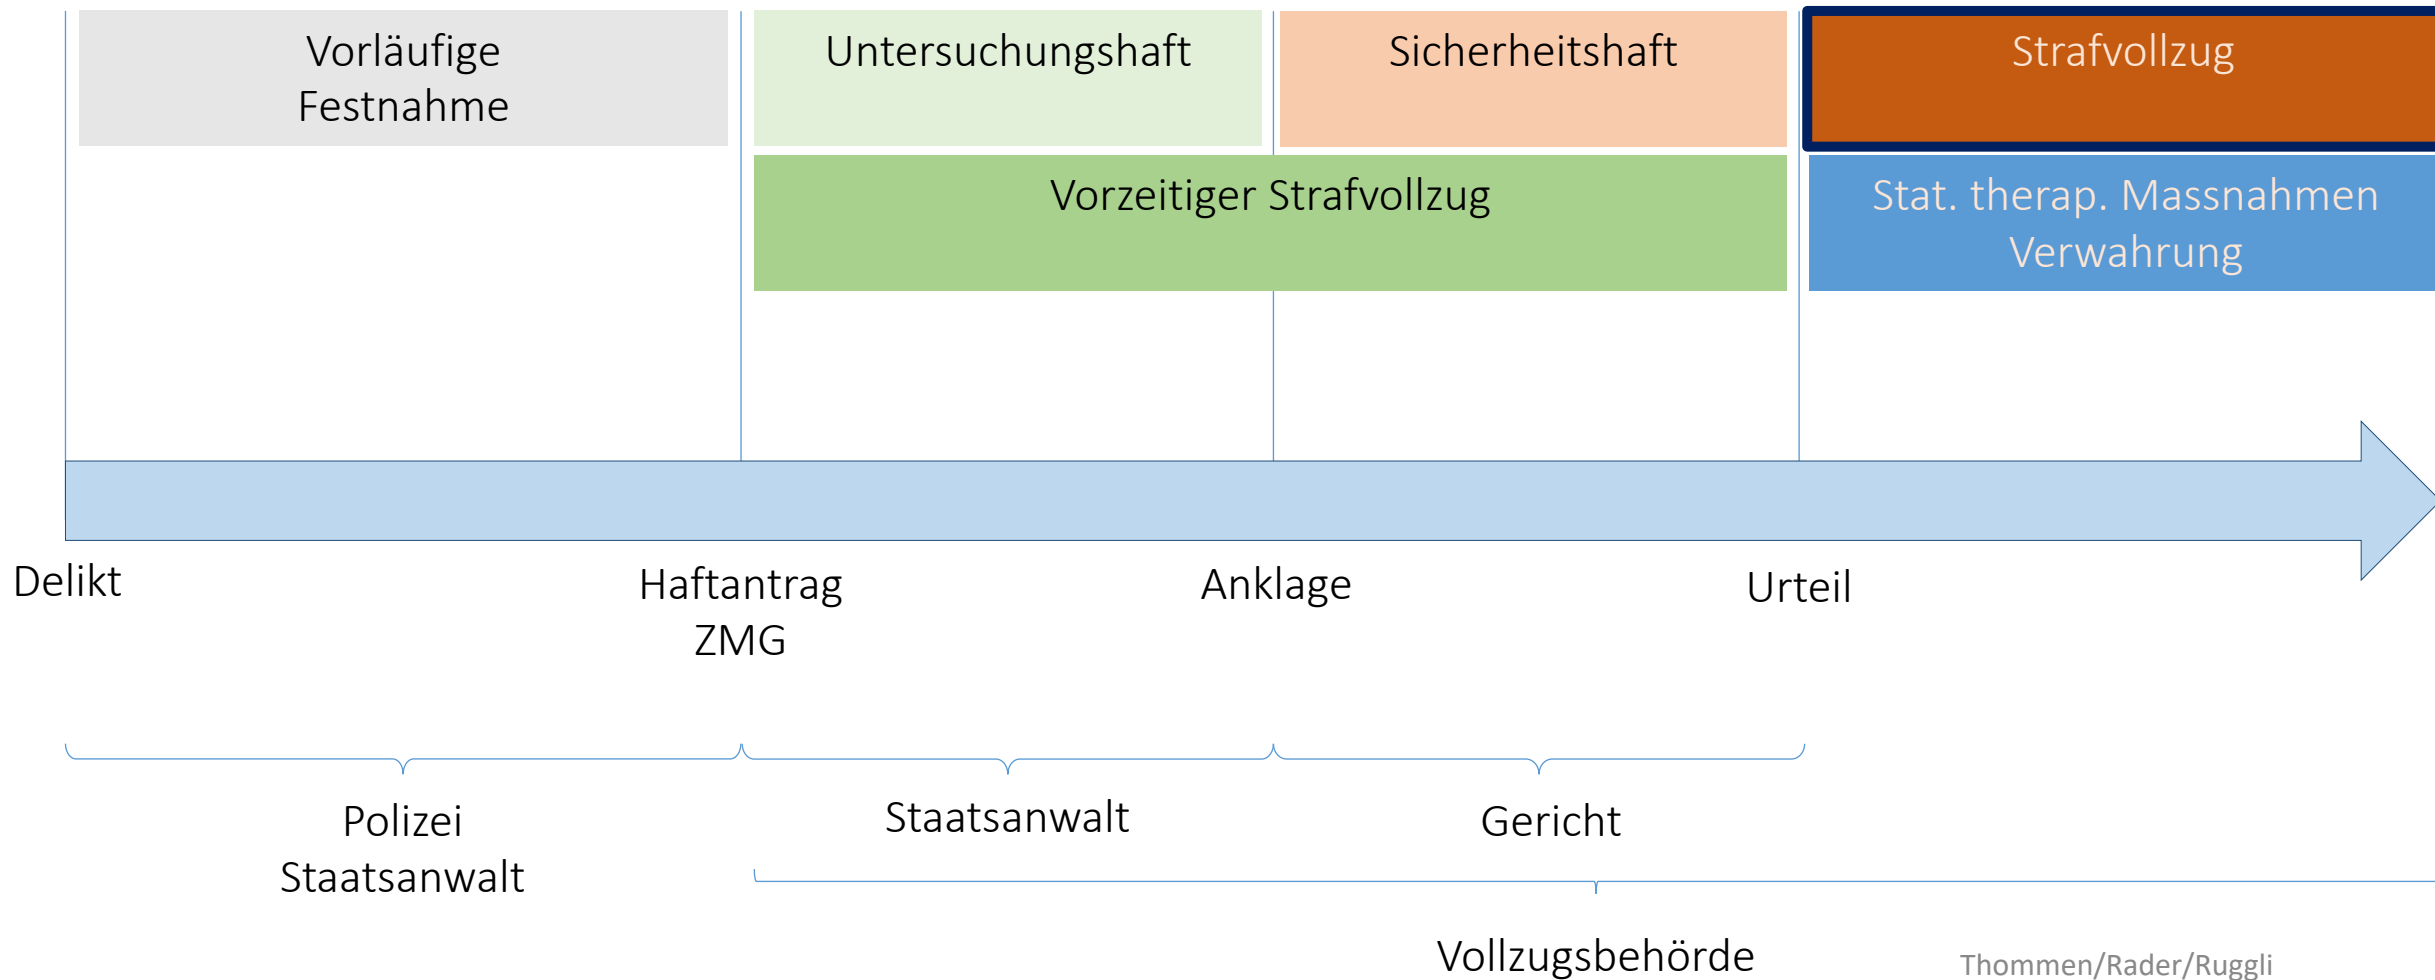 Vorläufige
Festnahme
Untersuchungshaft
Sicherheitshaft
Strafvollzug
Vorzeitiger Strafvollzug
Stat. therap. Massnahmen
Verwahrung
Delikt
Haftantrag
ZMG
Anklage
Urteil
Polizei
Staatsanwalt
Staatsanwalt
Gericht
Vollzugsbehörde
Thommen/Rader/Ruggli